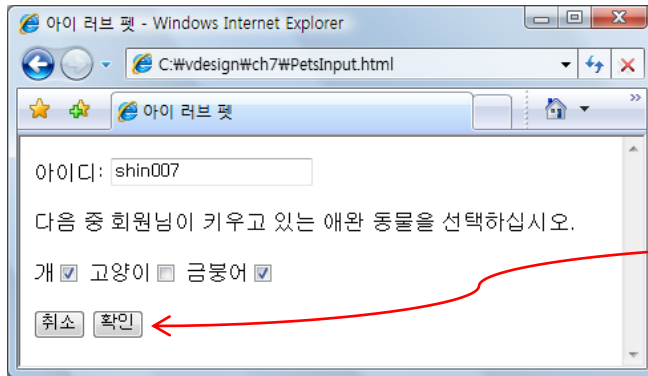 아이 러브 펫 - Windows Internet Explorer
C:₩vdesign₩ch7₩PetsInput.html
아이 러브 펫
아이디: shin007
다음 중 회원님이 키우고 있는 애완 동물을 선택하십시오.
개 고양이 금붕어
취소 확인